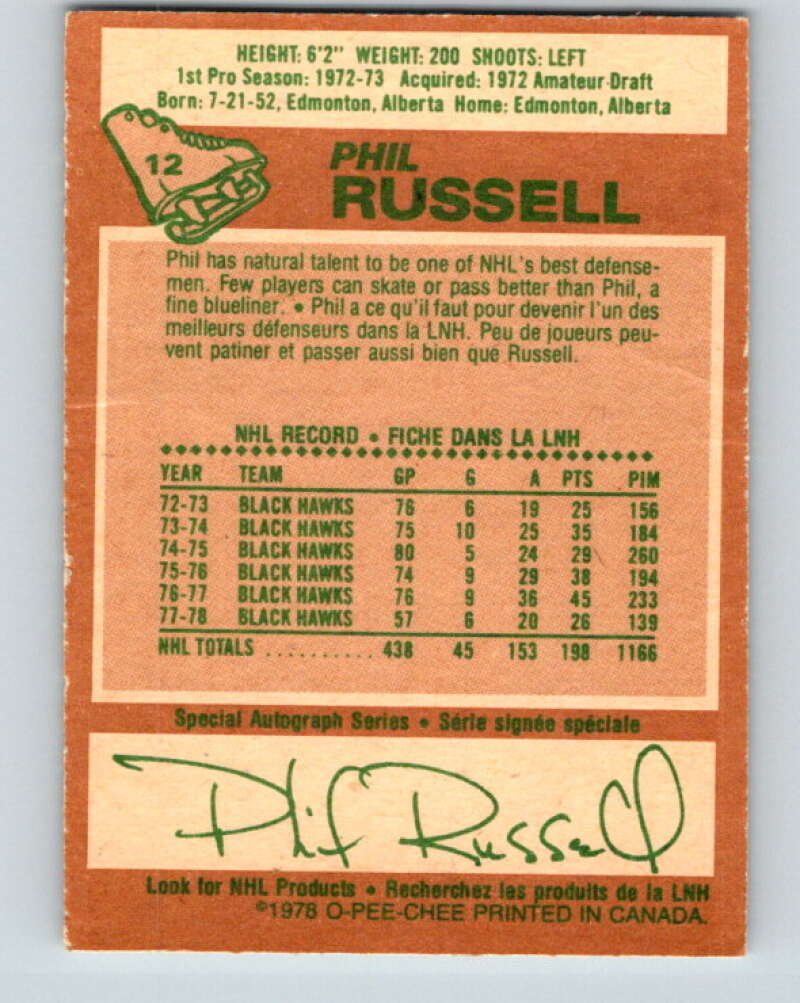 HEIGHT: 6'2" WEIGHT: 200 SHOOTS: LEFT
1st Pro Season: 1972-73 Acquired: 1972 Amateur Draft
Born: 7-21-52, Edmonton, Alberta Home: Edmonton, Alberta
12
PHIL
RUSSELL
Phil has natural talent to be one of NHL's best defense-
men. Few players can skate or pass better than Phil, a
fine blueliner. • Phil a ce qu'il faut pour devenir l'un des
meilleurs défenseurs dans la LNH. Peu de joueurs peu-
vent patiner et passer aussi bien que Russell.
NHL RECORD • FICHE DANS LA LNH
YEAR TEAM GP G A PTS PIM
72-73 BLACK HAWKS 76 6 19 25 156
73-74 BLACK HAWKS 75 10 25 35 184
74-75 BLACK HAWKS 80 5 24 29 260
75-76 BLACK HAWKS 74 9 29 38 194
76-77 BLACK HAWKS 76 9 36 45 233
77-78 BLACK HAWKS 57 6 20 26 139
NHL TOTALS .......... 438 45 153 198 1166
Special Autograph Series • Série signée spéciale
Phil Russell
Look for NHL Products • Recherchez les produits de la LNH
©1978 O-PEE-CHEE PRINTED IN CANADA.